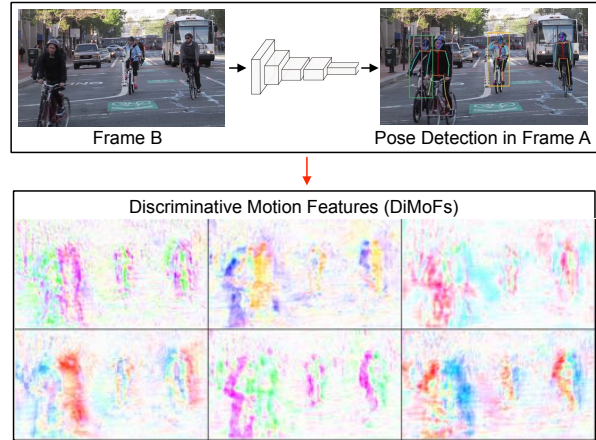 Frame B
Pose Detection in Frame A
Discriminative Motion Features (DiMoFs)